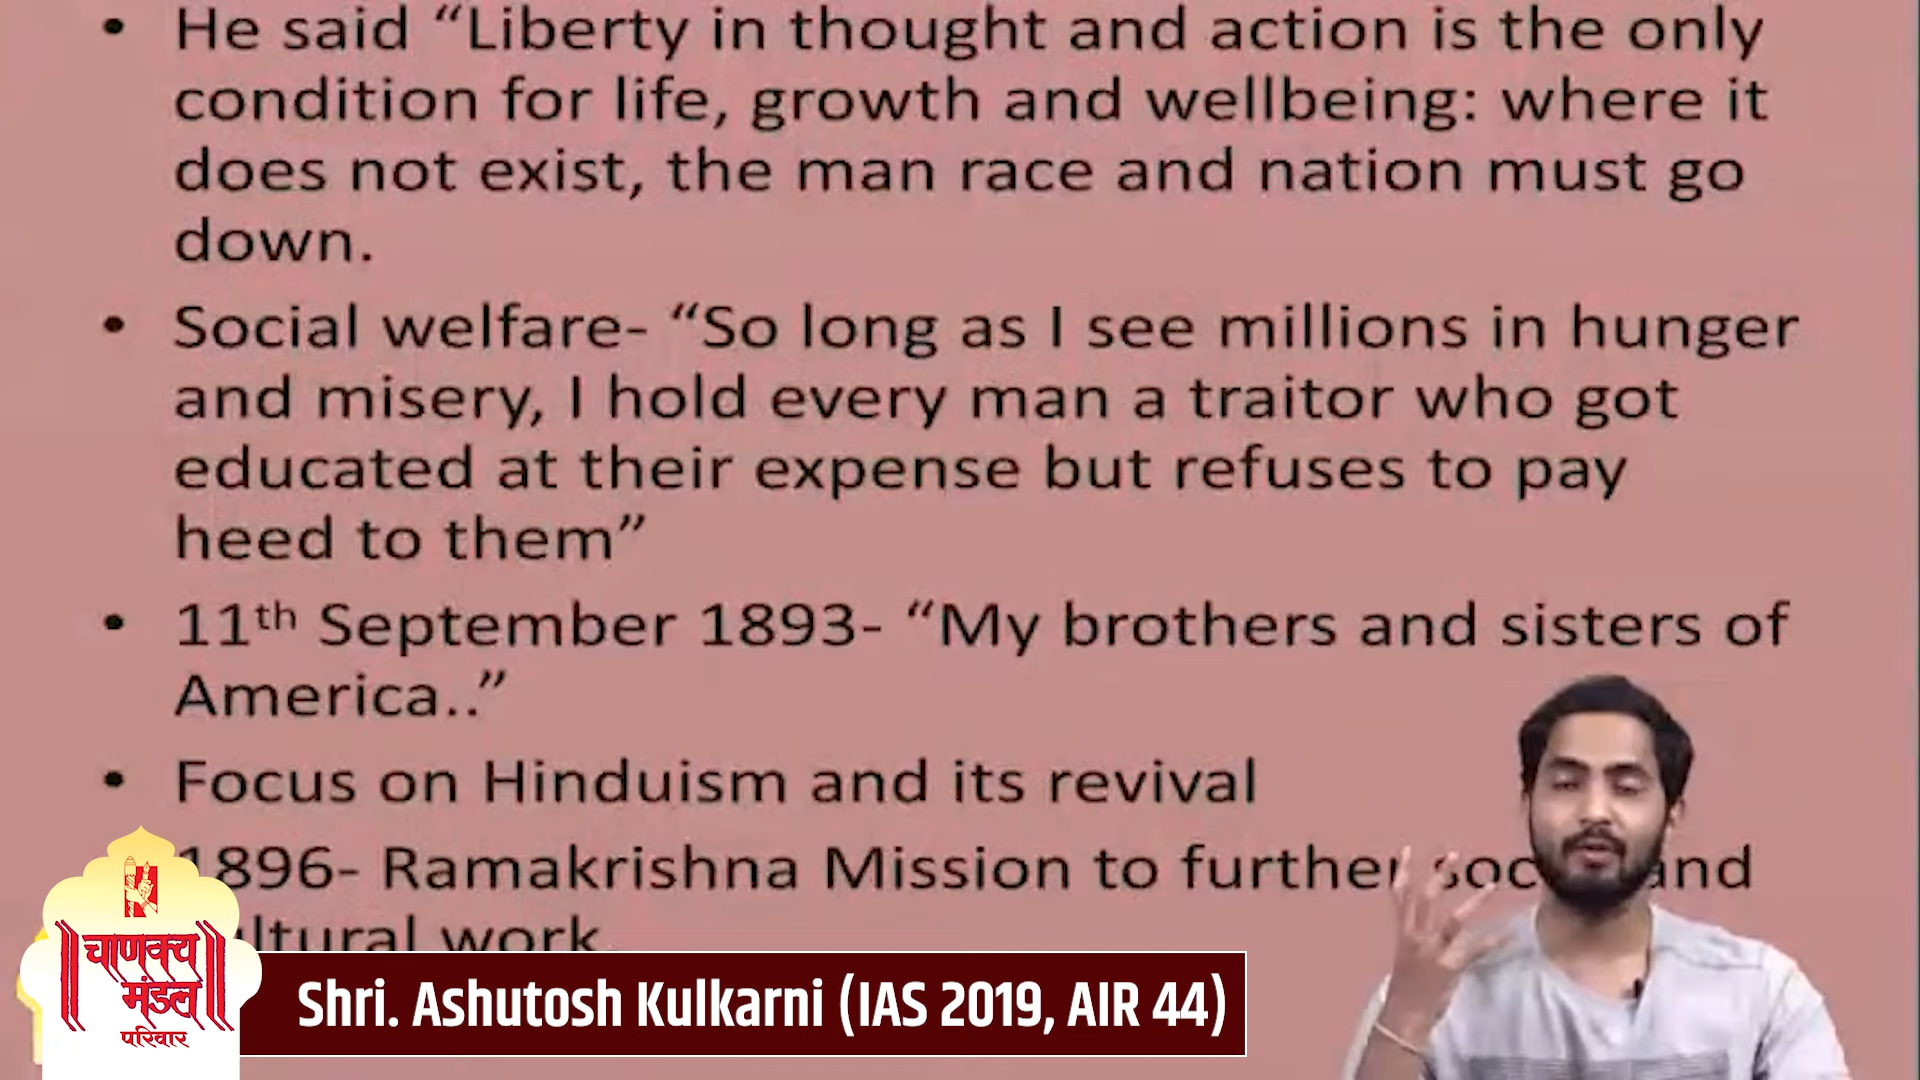 • He said “Liberty in thought and action is the only
condition for life, growth and wellbeing: where it
does not exist, the man race and nation must go
down.
• Social welfare- “So long as I see millions in hunger
and misery, I hold every man a traitor who got
educated at their expense but refuses to pay
heed to them”
• 11th September 1893- “My brothers and sisters of
America..”
• Focus on Hinduism and its revival
1896- Ramakrishna Mission to further and
work.
चाणक्य
मंडल
परिवार
Shri. Ashutosh Kulkarni (IAS 2019, AIR 44)